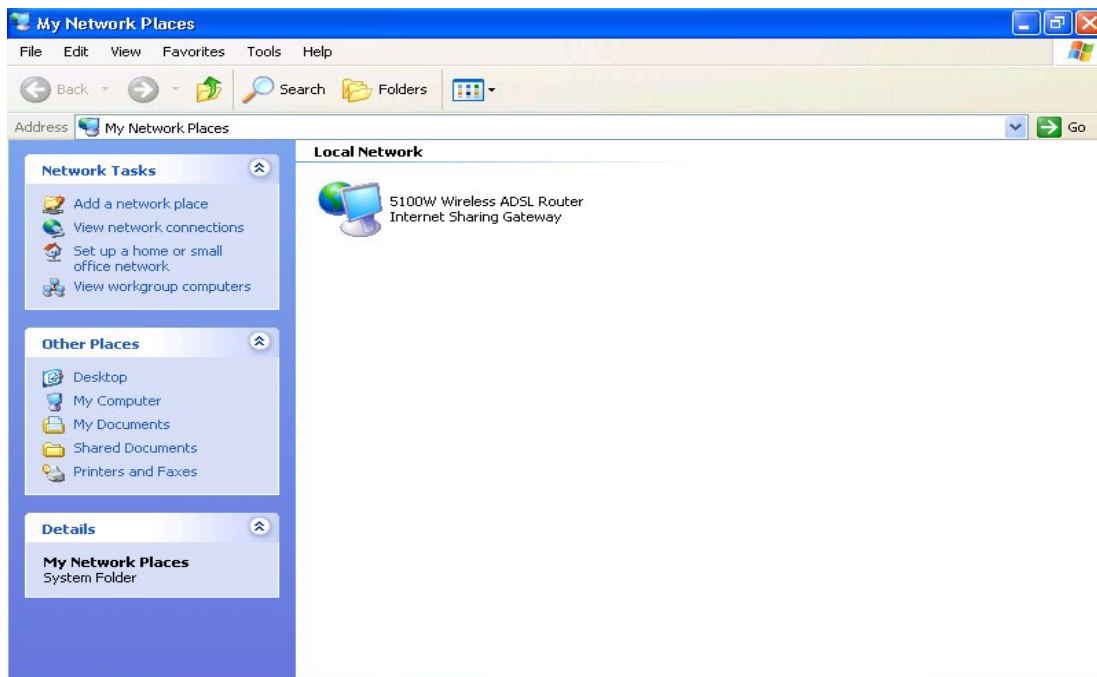 My Network Places
File Edit View Favorites Tools Help
Back Search Folders
Address My Network Places Go
Network Tasks
Add a network place
View network connections
Set up a home or small
office network
View workgroup computers
Other Places
Desktop
My Computer
My Documents
Shared Documents
Printers and Faxes
Details
My Network Places
System Folder
Local Network
5100W Wireless ADSL Router
Internet Sharing Gateway